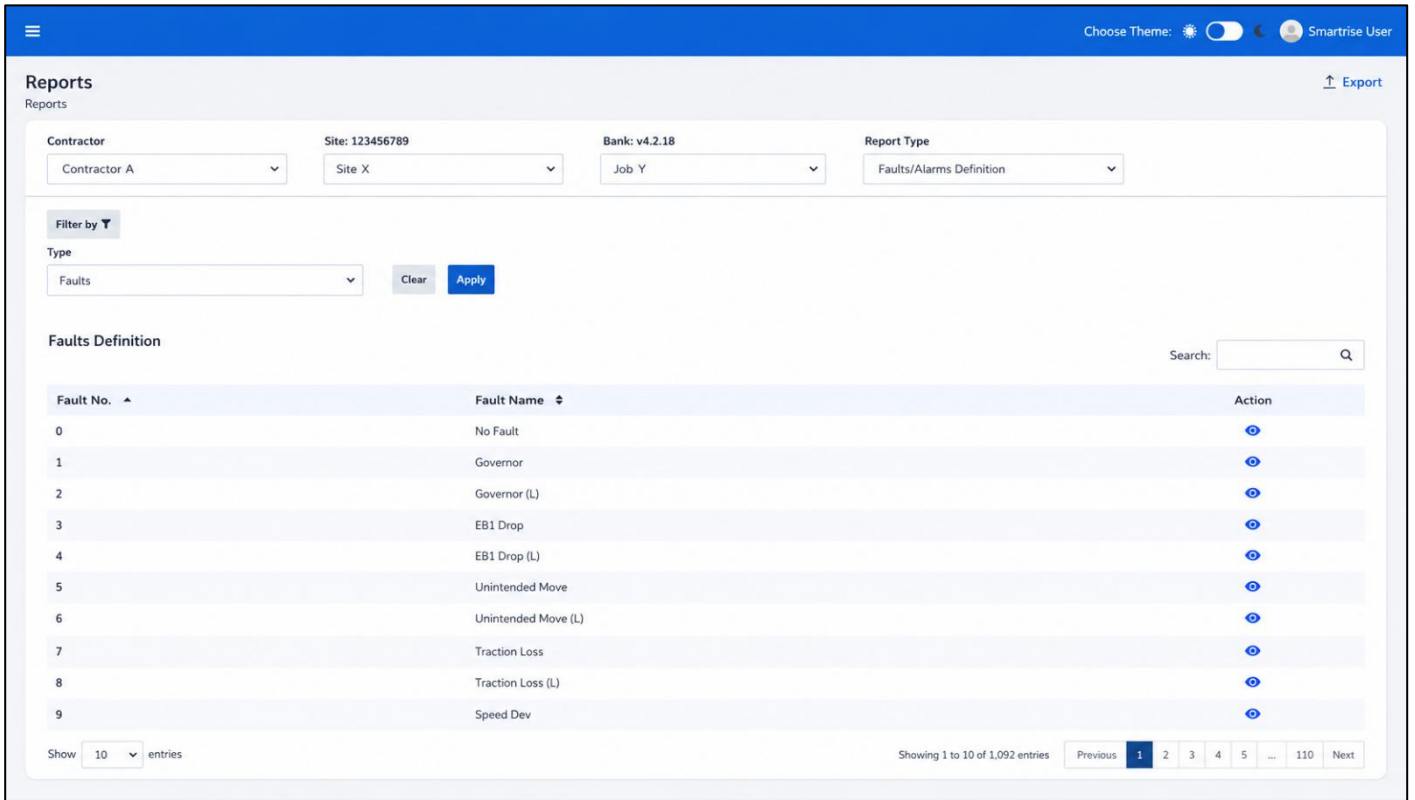 Choose Theme: Smartrise User
Reports
Export
Reports
Contractor Site: 123456789 Bank: v4.2.18 Report Type
Contractor A Site X Job Y Faults/Alarms Definition
Filter by
Type
Faults Clear Apply
Faults Definition
Search:
Fault No. Fault Name Action
0 No Fault
1 Governor
2 Governor (L)
3 EB1 Drop
4 EB1 Drop (L)
5 Unintended Move
6 Unintended Move (L)
7 Traction Loss
8 Traction Loss (L)
9 Speed Dev
Show 10 entries Showing 1 to 10 of 1,092 entries Previous 1 2 3 4 5 ... 110 Next